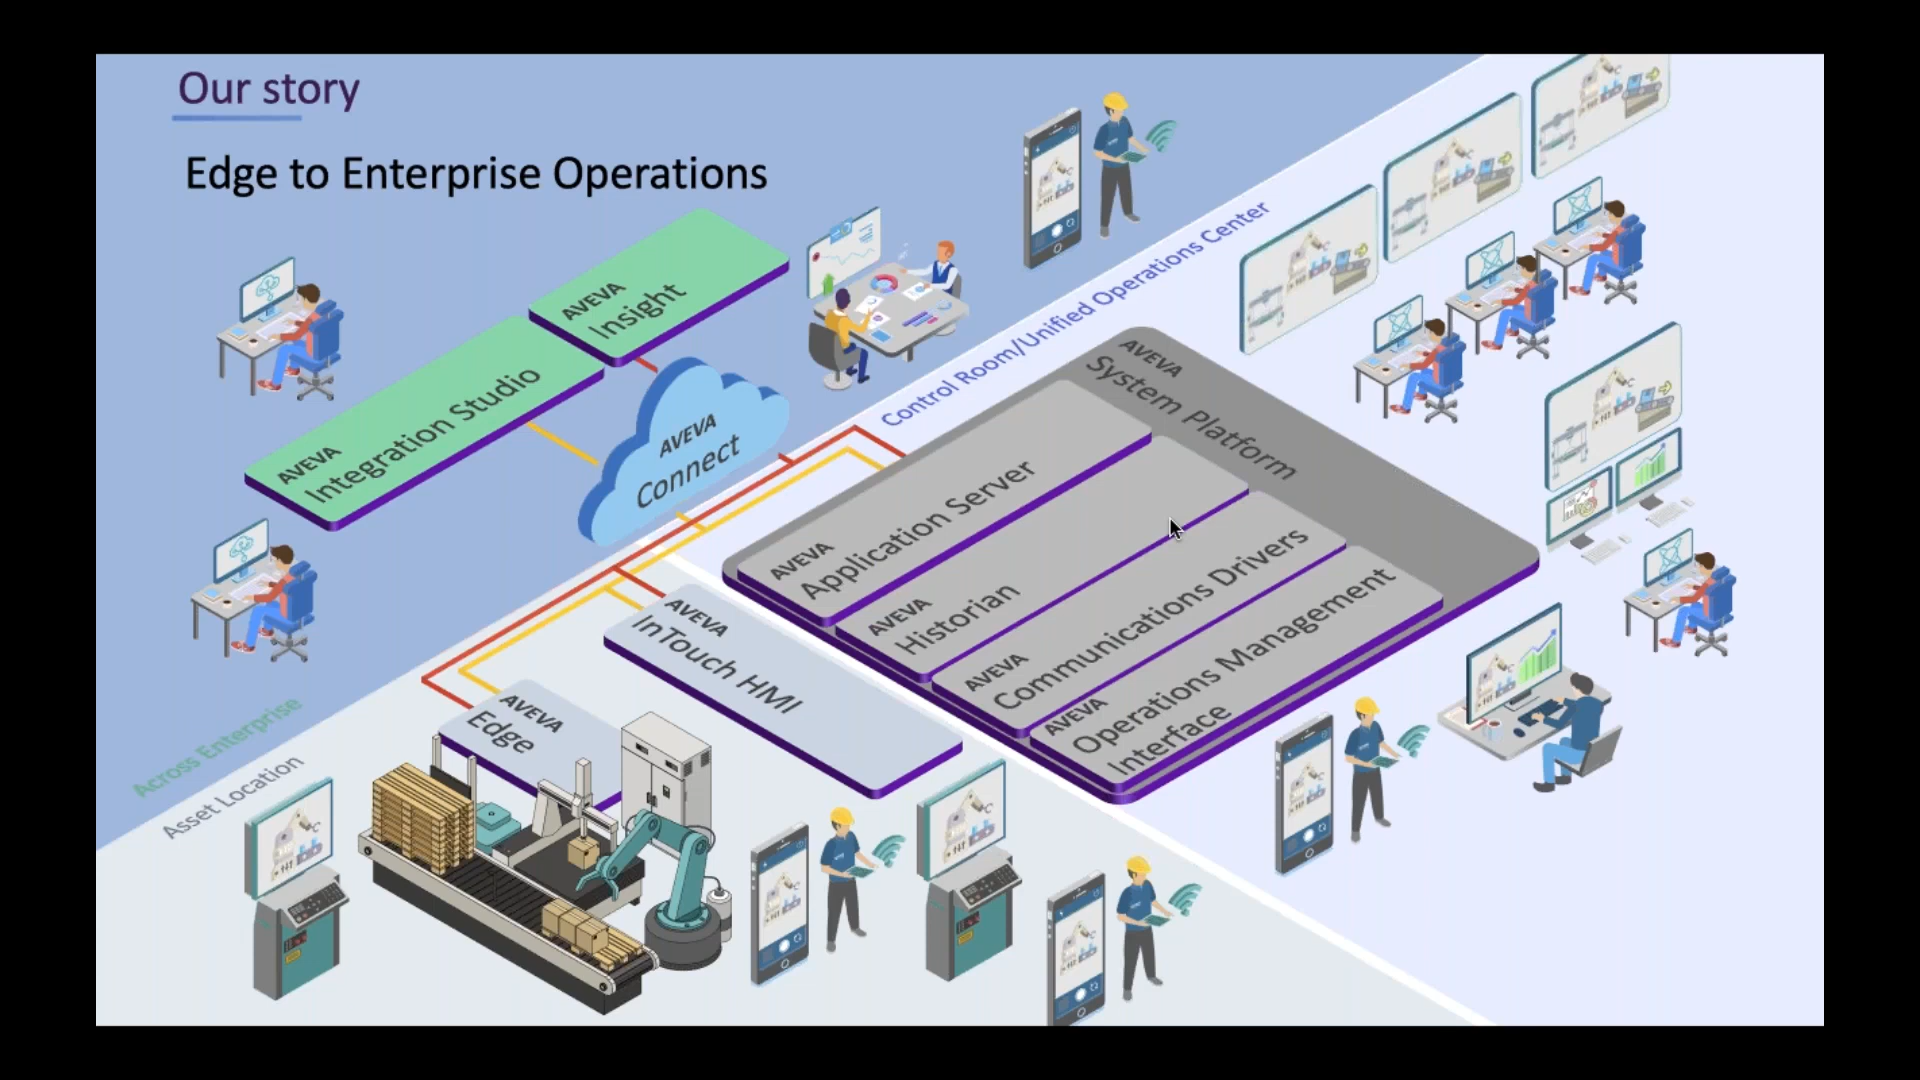 Our story
Edge to Enterprise Operations
AVEVA
Insight
AVEVA
Integration Studio
AVEVA
Connect
Control Room/Unified Operations Center
AVEVA
System Platform
AVEVA
Application Server
AVEVA
Historian
AVEVA
Communications Drivers
AVEVA
Operations Management
Interface
AVEVA
InTouch HMI
AVEVA
Edge
Across Enterprise
Asset Location